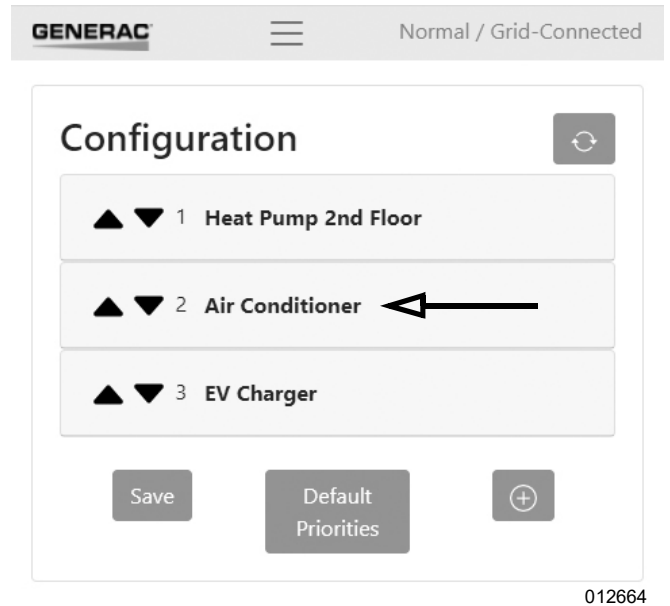 GENERAC Normal / Grid-Connected
Configuration
1 Heat Pump 2nd Floor
2 Air Conditioner
3 EV Charger
Save
Default
Priorities
012664